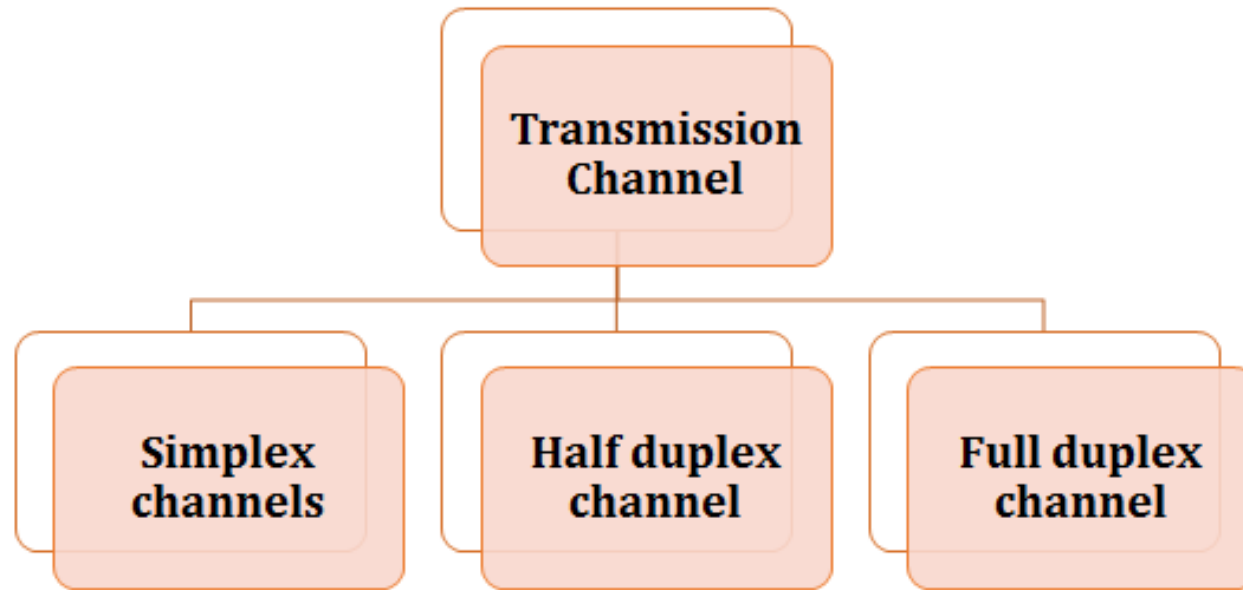 Transmission
Channel
Simplex
channels
Half duplex
channel
Full duplex
channel